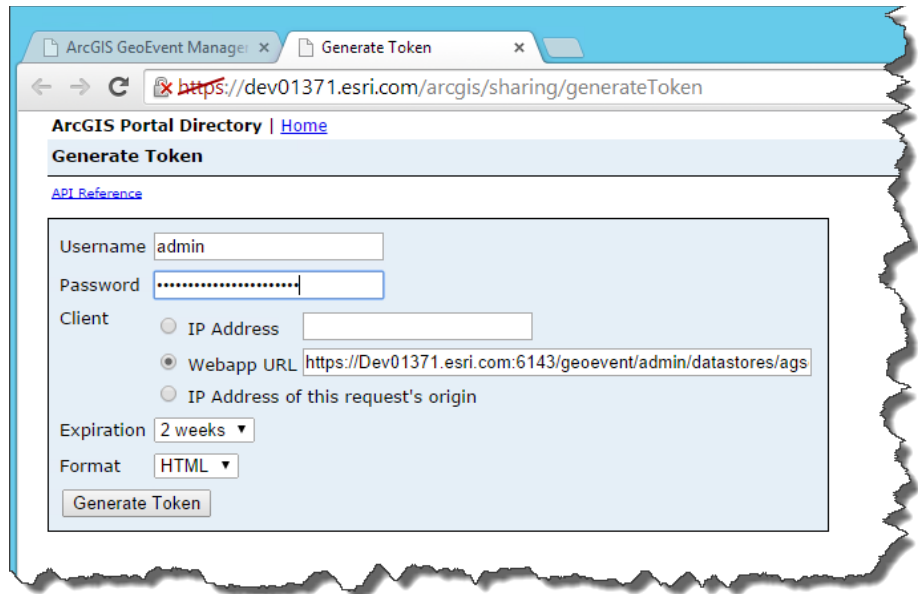 ArcGIS GeoEvent Manager Generate Token
https://dev01371.esri.com/arcgis/sharing/generateToken
ArcGIS Portal Directory | Home
Generate Token
API Reference
Username admin
Password •••••••••••••••••••••••
Client
IP Address
Webapp URL https://Dev01371.esri.com:6143/geoevent/admin/datastores/ags
IP Address of this request's origin
Expiration 2 weeks
Format HTML
Generate Token